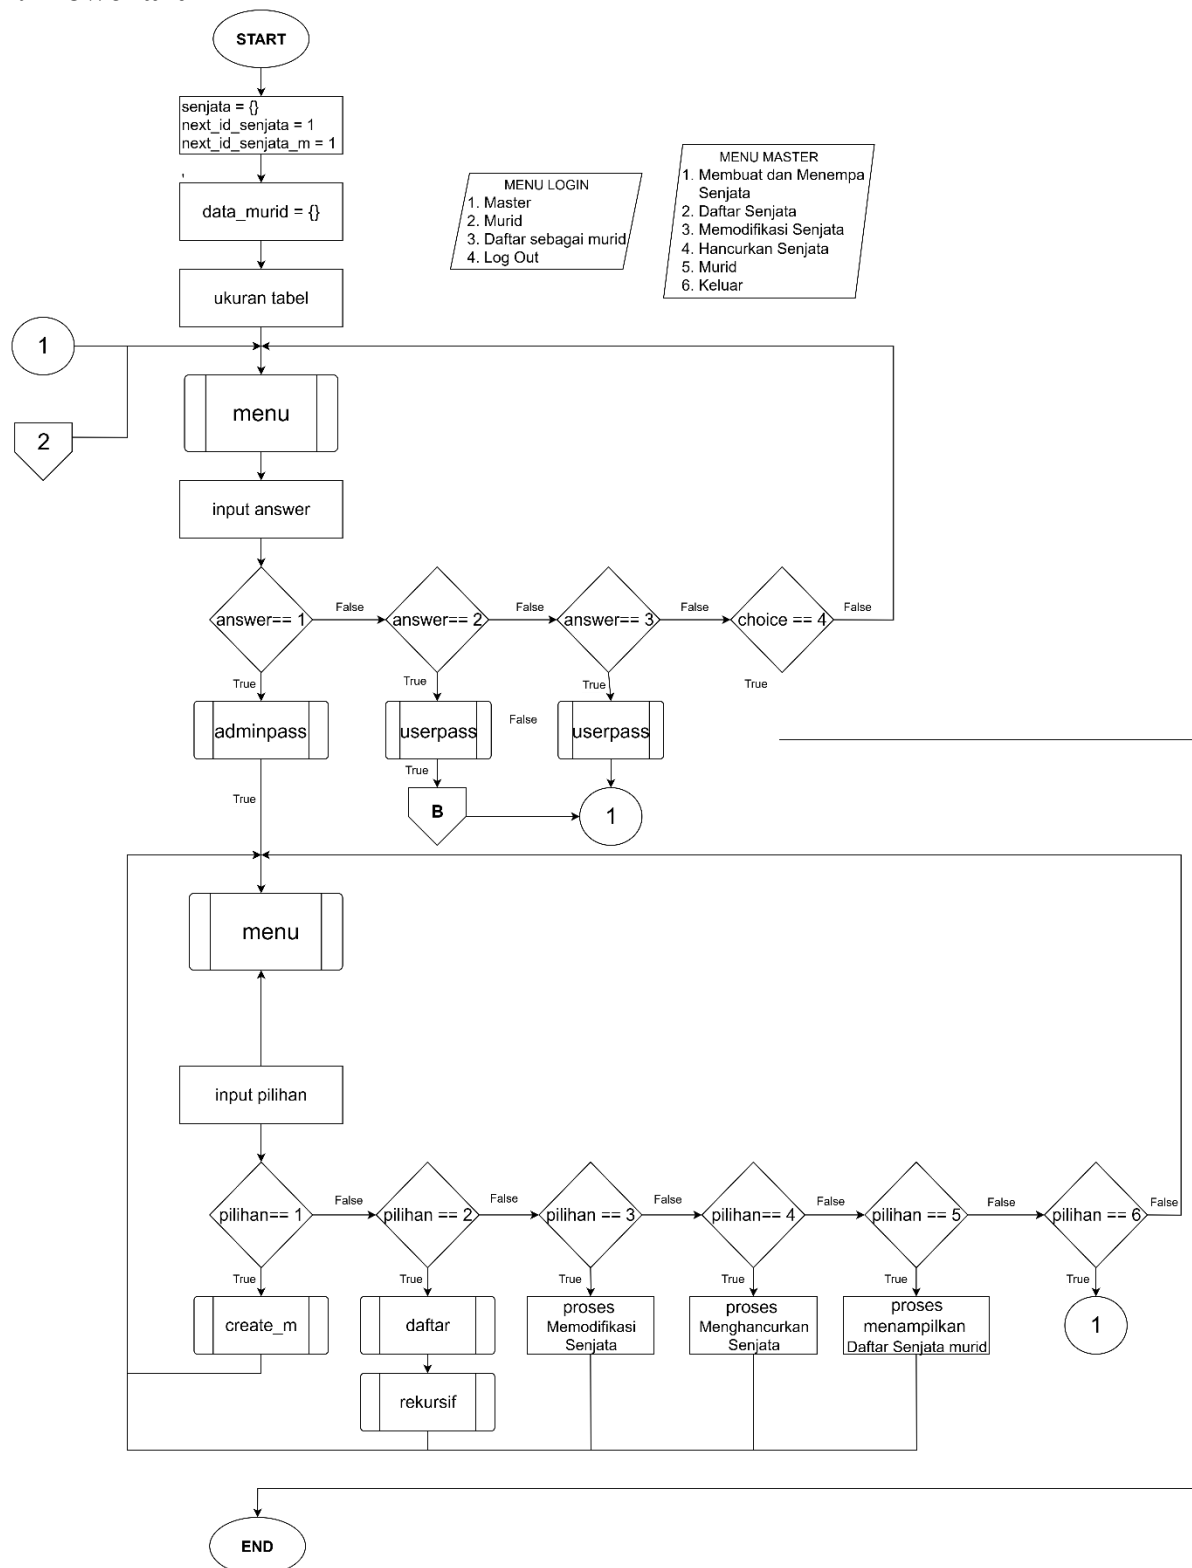 START
senjata = {}
next_id_senjata = 1
next_id_senjata_m = 1
,
data_murid = {}
ukuran tabel
MENU LOGIN
1. Master
2. Murid
3. Daftar sebagai murid
4. Log Out
MENU MASTER
1. Membuat dan Menempa
Senjata
2. Daftar Senjata
3. Memodifikasi Senjata
4. Hancurkan Senjata
5. Murid
6. Keluar
1
menu
2
input answer
answer== 1
False
answer== 2
False
answer== 3
False
choice == 4
False
True
True
True
True
adminpass
userpass
False
userpass
True
True
B
1
menu
input pilihan
pilihan== 1
False
pilihan == 2
False
pilihan == 3
False
pilihan== 4
False
pilihan == 5
False
pilihan == 6
False
True
True
True
True
True
True
create_m
daftar
proses
Memodifikasi
Senjata
proses
Menghancurkan
Senjata
proses
menampilkan
Daftar Senjata murid
1
rekursif
END